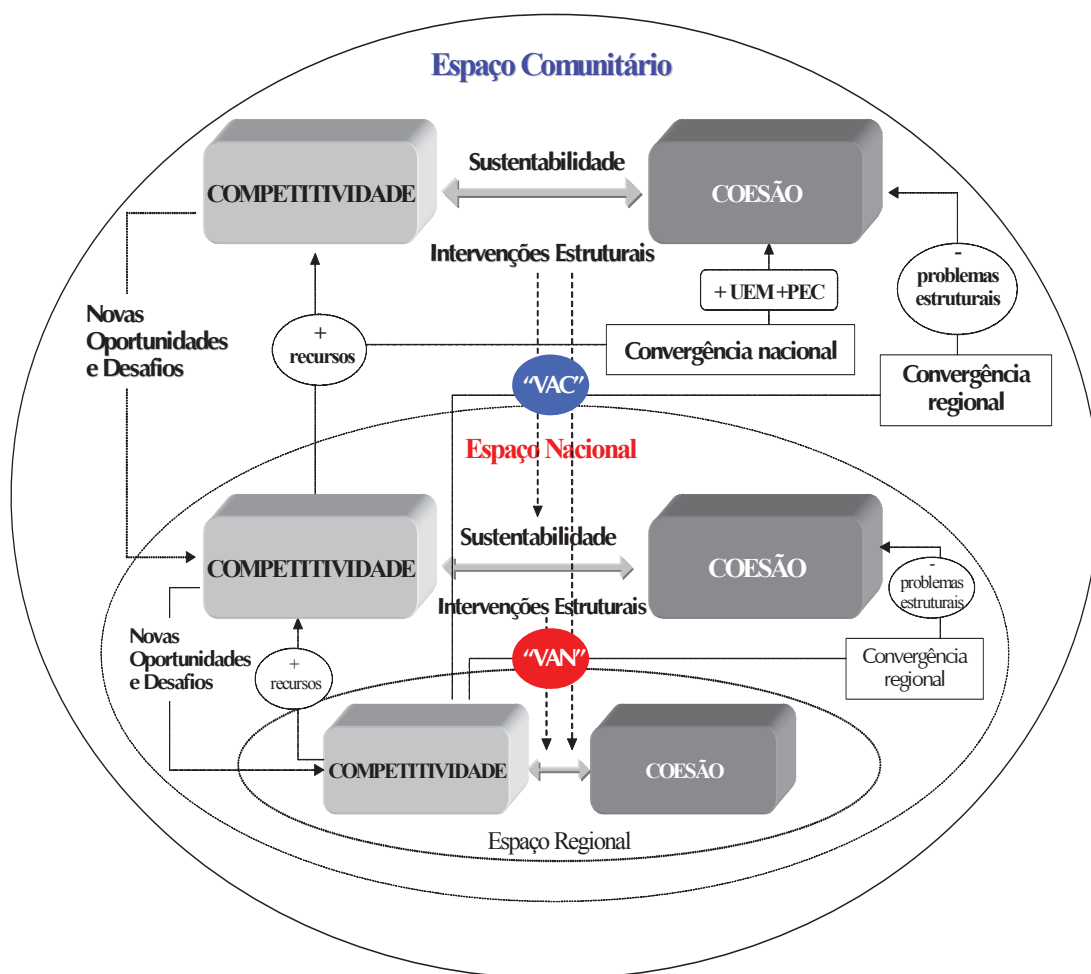 Espaço Comunitário
COMPETITIVIDADE
Sustentabilidade
COESÃO
Intervenções Estruturais
Novas
Oportunidades
e Desafios
+
recursos
+ UEM +PEC
Convergência nacional
-
problemas
estruturais
Convergência
regional
"VAC"
Espaço Nacional
COMPETITIVIDADE
Sustentabilidade
COESÃO
Intervenções Estruturais
-
problemas
estruturais
Novas
Oportunidades
e Desafios
+
recursos
"VAN"
Convergência
regional
COMPETITIVIDADE
COESÃO
Espaço Regional